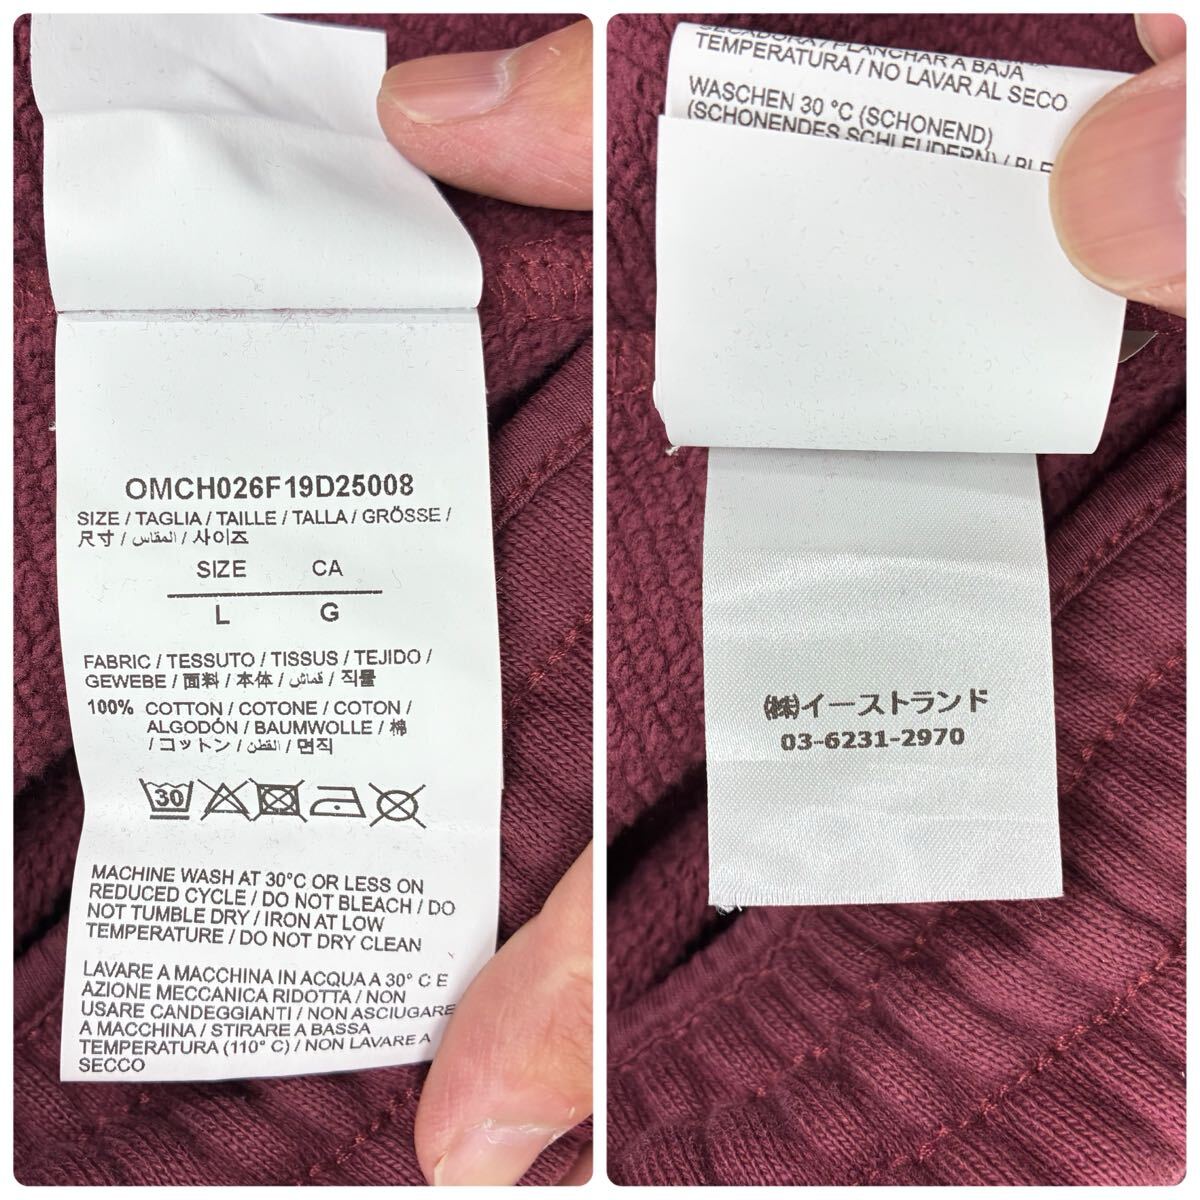 OMCH026F19D25008
SIZE / TAGLIA / TAILLE / TALLA / GRÖSSE /
尺寸 / المقاس / 사이즈
SIZE CA
L G
FABRIC / TESSUTO / TISSUS / TEJIDO /
GEWEBE / 面料 / 本体 / قماش / 직물
100% COTTON / COTONE / COTON /
ALGODÓN / BAUMWOLLE / 棉
/ コットン / القطن / 면직
30
MACHINE WASH AT 30°C OR LESS ON
REDUCED CYCLE / DO NOT BLEACH / DO
NOT TUMBLE DRY / IRON AT LOW
TEMPERATURE / DO NOT DRY CLEAN
LAVARE A MACCHINA IN ACQUA A 30° C E
AZIONE MECCANICA RIDOTTA / NON
USARE CANDEGGIANTI / NON ASCIUGARE
A MACCHINA / STIRARE A BASSA
TEMPERATURA (110° C) / NON LAVARE A
SECCO
SECADORA / PLANCHAR A BAJA
TEMPERATURA / NO LAVAR AL SECO
WASCHEN 30 °C (SCHONEND)
(SCHONENDES SCHLEUDERN) /
㈱イーストランド
03-6231-2970